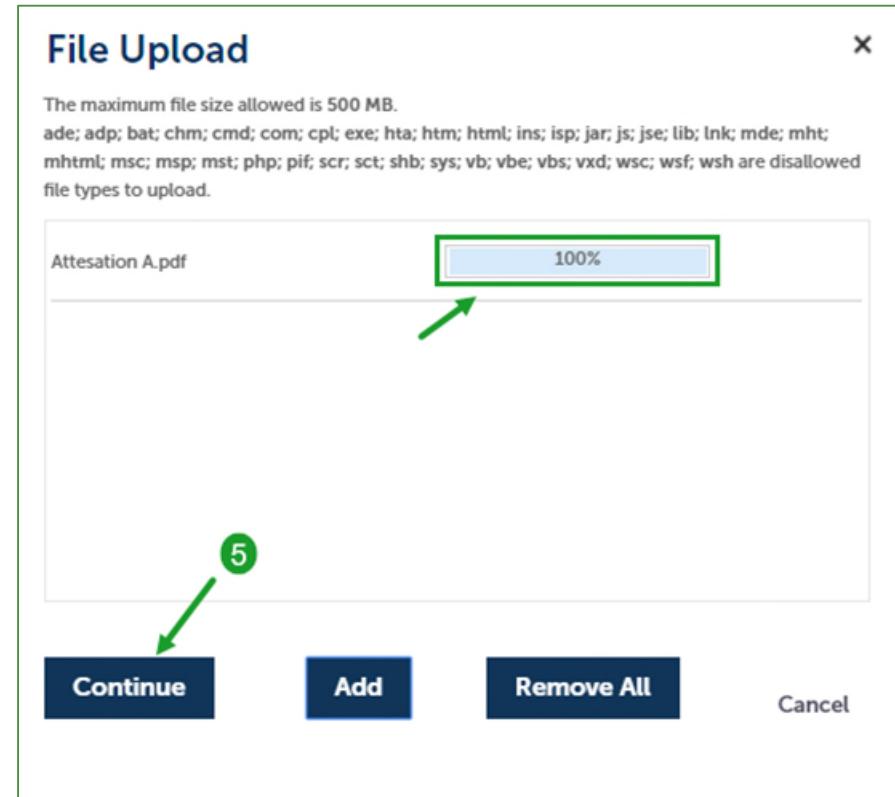 File Upload
×
The maximum file size allowed is 500 MB.
ade; adp; bat; chm; cmd; com; cpl; exe; hta; htm; html; ins; isp; jar; js; jse; lib; lnk; mde; mht;
mhtml; msc; msp; mst; php; pif; scr; sct; shb; sys; vb; vbe; vbs; vxd; wsc; wsf; wsh are disallowed
file types to upload.
Attesation A.pdf 100%
5
Continue Add Remove All Cancel